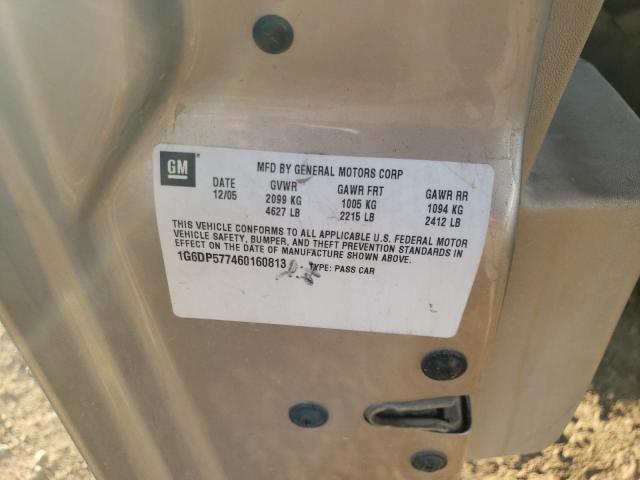 GM
MFD BY GENERAL MOTORS CORP
DATE GVWR GAWR FRT GAWR RR
12/05 2099 KG 1005 KG 1094 KG
4627 LB 2215 LB 2412 LB
THIS VEHICLE CONFORMS TO ALL APPLICABLE U.S. FEDERAL MOTOR
VEHICLE SAFETY, BUMPER, AND THEFT PREVENTION STANDARDS IN
EFFECT ON THE DATE OF MANUFACTURE SHOWN ABOVE.
1G6DP577460160813 TYPE: PASS CAR